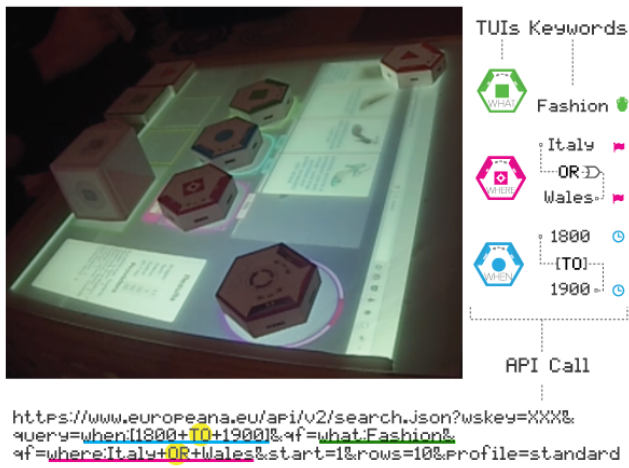 TUIs Keywords
WHAT
Fashion
Italy
OR
WHERE
Wales
1800
WHEN
[TO]
1900
API Call
Results
https://www.europeana.eu/api/v2/search.json?wskey=XXX&
query=when:[1800+TO+1900]&qf=what:Fashion&
qf=where:Italy+OR+Wales&start=1&rows=10&profile=standard